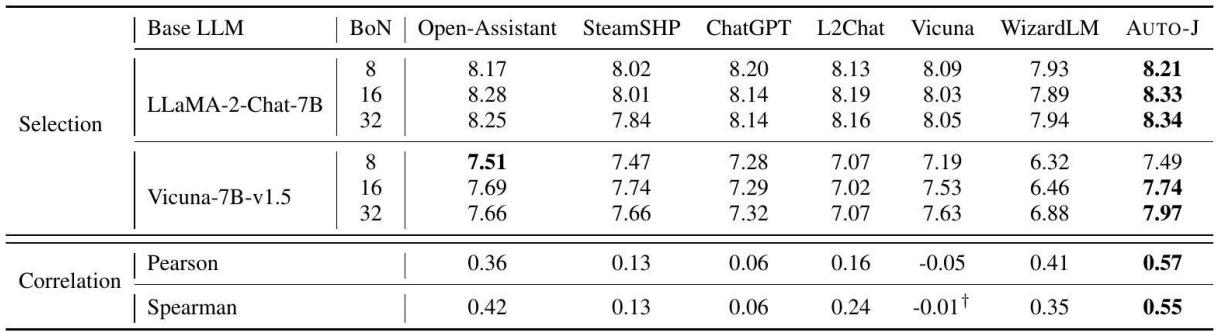 Base LLM BoN Open-Assistant SteamSHP ChatGPT L2Chat Vicuna WizardLM AUTO-J
Selection
LLaMA-2-Chat-7B
8 8.17 8.02 8.20 8.13 8.09 7.93 8.21
16 8.28 8.01 8.14 8.19 8.03 7.89 8.33
32 8.25 7.84 8.14 8.16 8.05 7.94 8.34
Vicuna-7B-v1.5
8 7.51 7.47 7.28 7.07 7.19 6.32 7.49
16 7.69 7.74 7.29 7.02 7.53 6.46 7.74
32 7.66 7.66 7.32 7.07 7.63 6.88 7.97
Correlation
Pearson 0.36 0.13 0.06 0.16 -0.05 0.41 0.57
Spearman 0.42 0.13 0.06 0.24 -0.01† 0.35 0.55